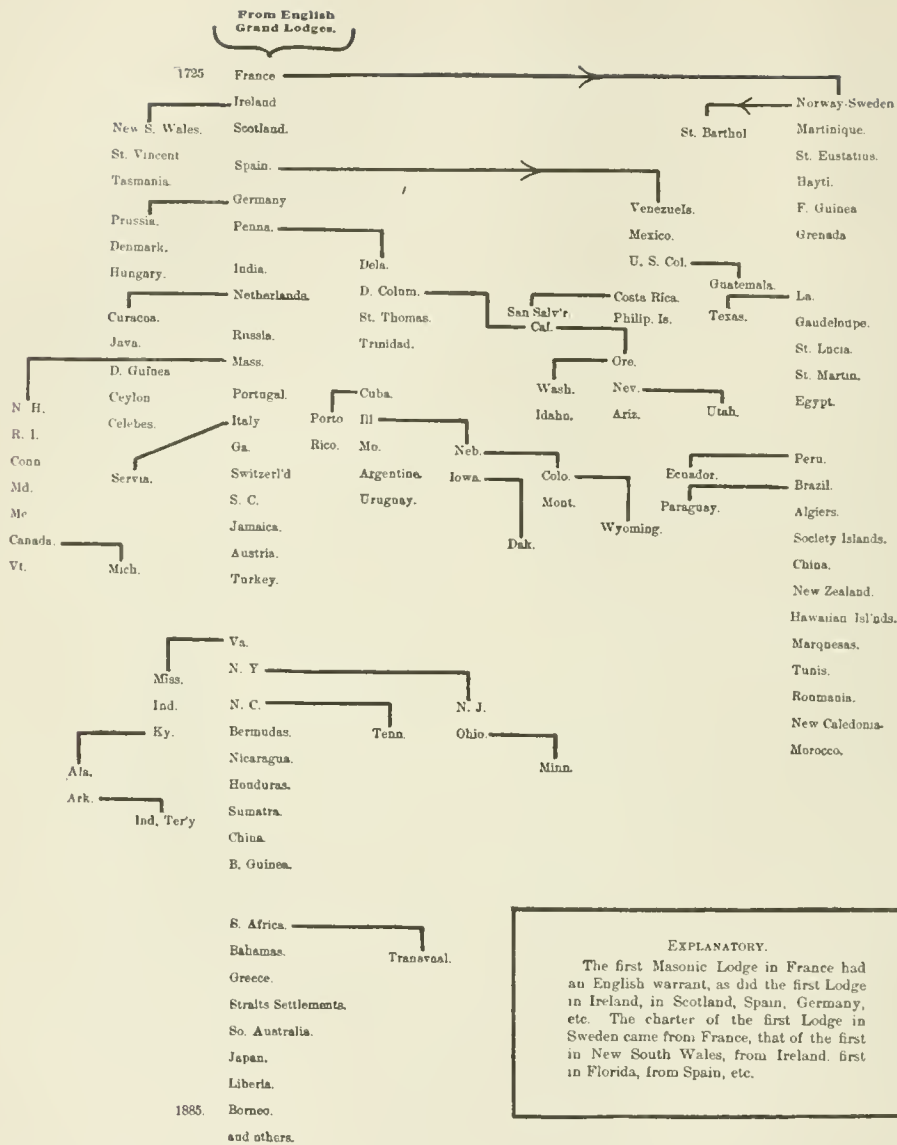 From English
Grand Lodges.
1725 France
Ireland Norway-Sweden
New S. Wales. Scotland. St. Barthol Martinique.
St. Vincent St. Eustatius.
Tasmania. Spain. Hayti.
Germany Venezuela. F. Guinea
Prussia. Penna. Mexico. Grenada
Denmark. U. S. Col.
Hungary. India. Dela. Guatemala.
Netherlands. D. Colum. Costa Rica. La.
Curacoa. St. Thomas. San Salv'r. Philip. Is. Texas. Gaudeloupe.
Java. Russia. Trinidad. Cal. St. Lucia.
D. Guinea Mass. Ore. St. Martin.
Ceylon Portugal. Cuba. Wash. Nev. Egypt.
N. H. Celebes. Italy Porto Ill Idaho. Ariz. Utah.
R. I. Ga. Rico. Mo. Neb. Peru.
Conn Servia. Switzerl'd Argentine. Iowa. Colo. Ecuador. Brazil.
Md. S. C. Uruguay. Mont. Paraguay. Algiers.
Me Jamaica. Wyoming. Society Islands.
Canada. Austria. Dak. China.
Vt. Mich. Turkey. New Zealand.
Hawaiian Isl'nds.
Va. Marquesas.
Miss. N. Y Tunis.
Ind. N. C. N. J. Roumania.
Ky. Bermudas. Tenn. Ohio. New Caledonia.
Nicaragua. Minn. Morocco.
Ala. Honduras.
Ark. Sumatra.
Ind, Ter'y China.
B. Guinea.
S. Africa.
Bahamas. Transvaal.
Greece.
Straits Settlements.
So. Australia.
Japan.
Liberia.
1885. Borneo.
and others.
EXPLANATORY.
The first Masonic Lodge in France had
an English warrant, as did the first Lodge
in Ireland, in Scotland, Spain, Germany,
etc. The charter of the first Lodge in
Sweden came from France, that of the first
in New South Wales, from Ireland. first
in Florida, from Spain, etc.